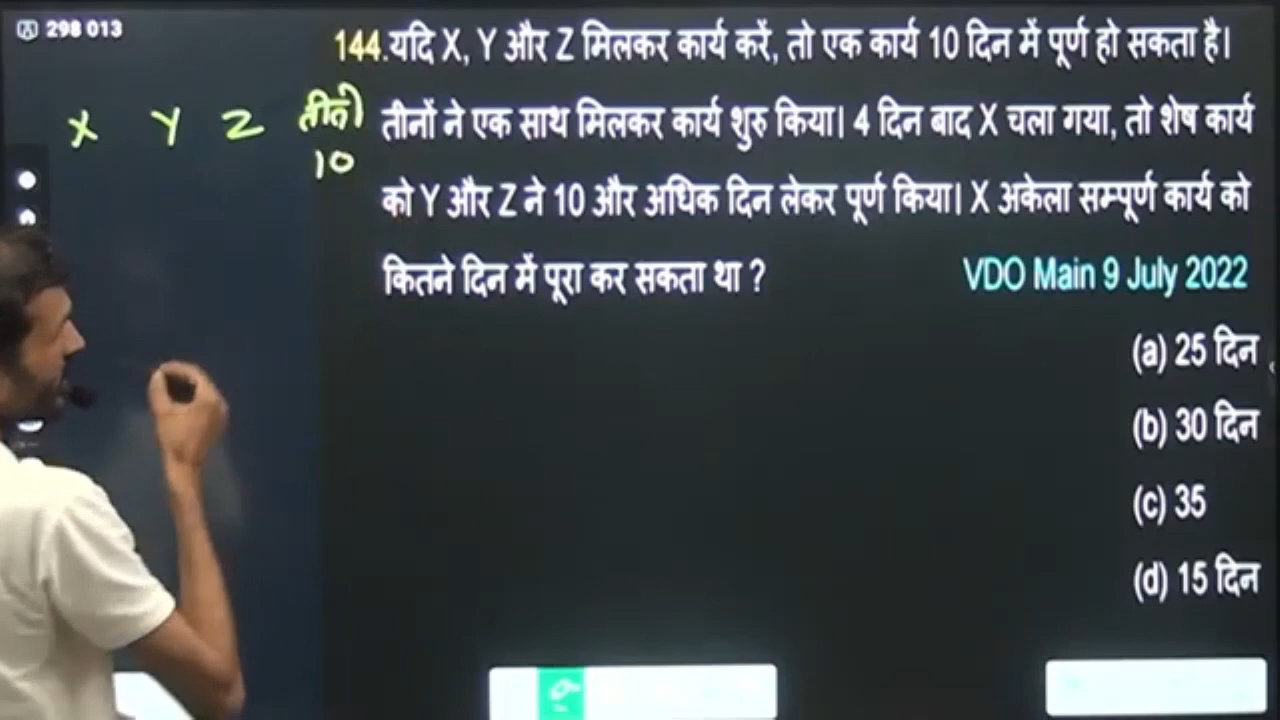 298 013
144.यदि X, Y और Z मिलकर कार्य करें, तो एक कार्य 10 दिन में पूर्ण हो सकता है।
X Y Z तीनों
10
तीनों ने एक साथ मिलकर कार्य शुरु किया। 4 दिन बाद X चला गया, तो शेष कार्य
को Y और Z ने 10 और अधिक दिन लेकर पूर्ण किया। X अकेला सम्पूर्ण कार्य को
कितने दिन में पूरा कर सकता था ?
VDO Main 9 July 2022
(a) 25 दिन
(b) 30 दिन
(c) 35
(d) 15 दिन